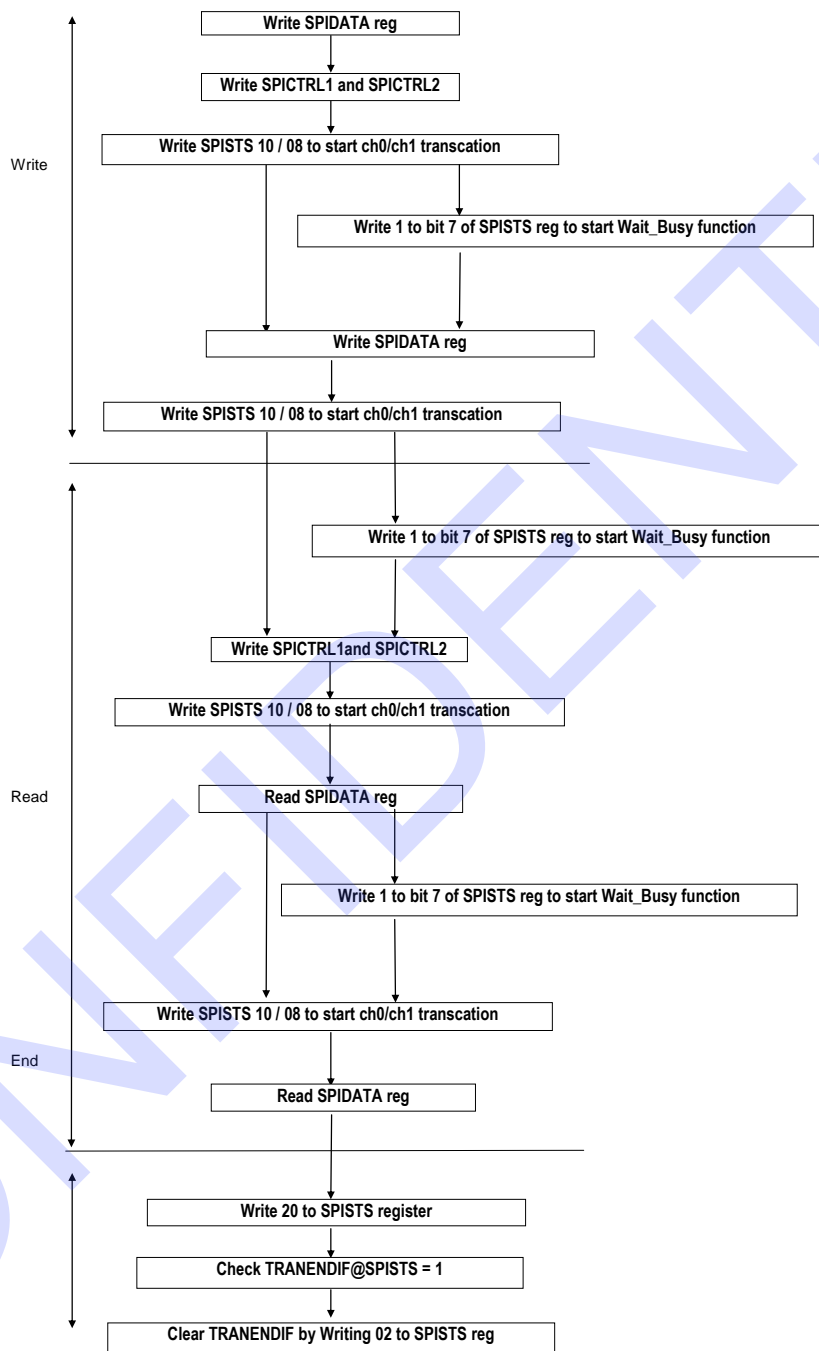 Write SPIDATA reg
Write SPICTRL1 and SPICTRL2
Write SPISTS 10 / 08 to start ch0/ch1 transcation
Write
Write 1 to bit 7 of SPISTS reg to start Wait_Busy function
Write SPIDATA reg
Write SPISTS 10 / 08 to start ch0/ch1 transcation
Write 1 to bit 7 of SPISTS reg to start Wait_Busy function
Write SPICTRL1and SPICTRL2
Write SPISTS 10 / 08 to start ch0/ch1 transcation
Read
Read SPIDATA reg
Write 1 to bit 7 of SPISTS reg to start Wait_Busy function
Write SPISTS 10 / 08 to start ch0/ch1 transcation
End
Read SPIDATA reg
Write 20 to SPISTS register
Check TRANENDIF@SPISTS = 1
Clear TRANENDIF by Writing 02 to SPISTS reg
ONFIDENT